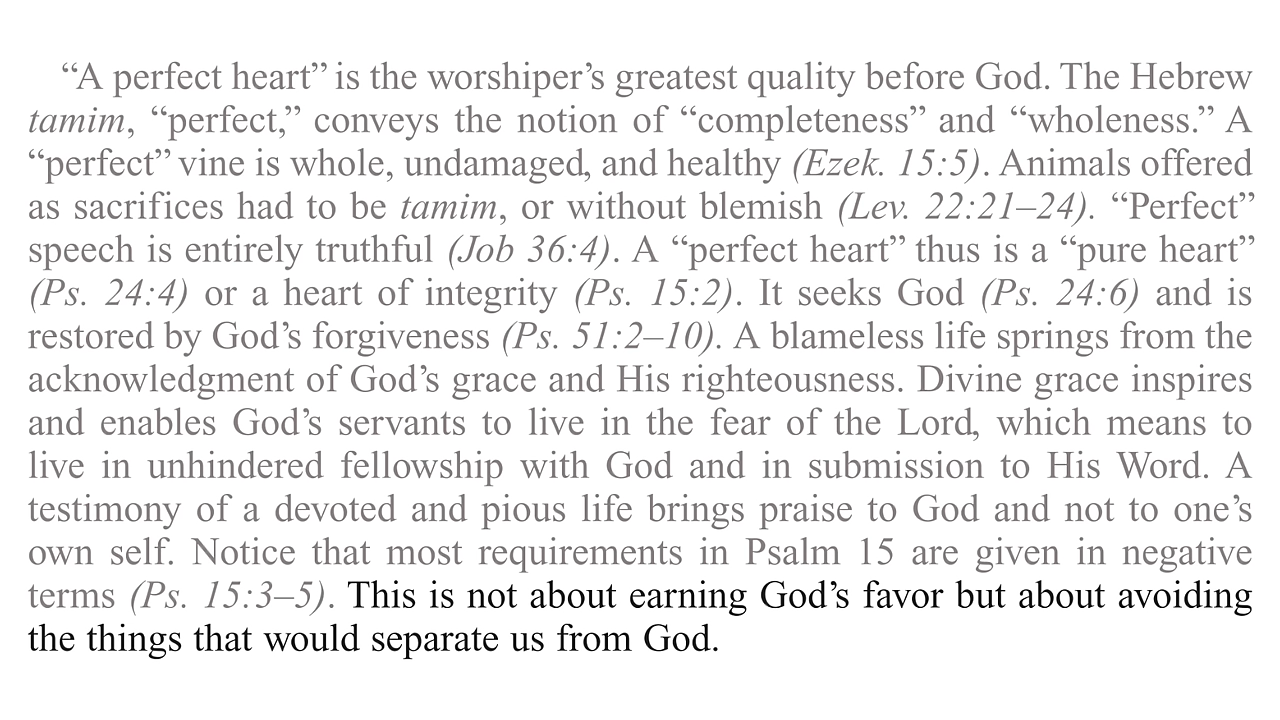 “A perfect heart” is the worshiper’s greatest quality before God. The Hebrew
tamim, “perfect,” conveys the notion of “completeness” and “wholeness.” A
“perfect” vine is whole, undamaged, and healthy (Ezek. 15:5). Animals offered
as sacrifices had to be tamim, or without blemish (Lev. 22:21–24). “Perfect”
speech is entirely truthful (Job 36:4). A “perfect heart” thus is a “pure heart”
(Ps. 24:4) or a heart of integrity (Ps. 15:2). It seeks God (Ps. 24:6) and is
restored by God’s forgiveness (Ps. 51:2–10). A blameless life springs from the
acknowledgment of God’s grace and His righteousness. Divine grace inspires
and enables God’s servants to live in the fear of the Lord, which means to
live in unhindered fellowship with God and in submission to His Word. A
testimony of a devoted and pious life brings praise to God and not to one’s
own self. Notice that most requirements in Psalm 15 are given in negative
terms (Ps. 15:3–5). This is not about earning God’s favor but about avoiding
the things that would separate us from God.